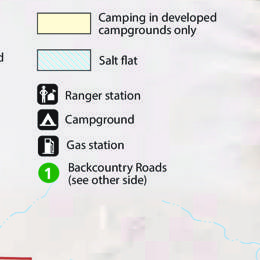 Camping in developed
campgrounds only
Salt flat
Ranger station
Campground
Gas station
1 Backcountry Roads
(see other side)